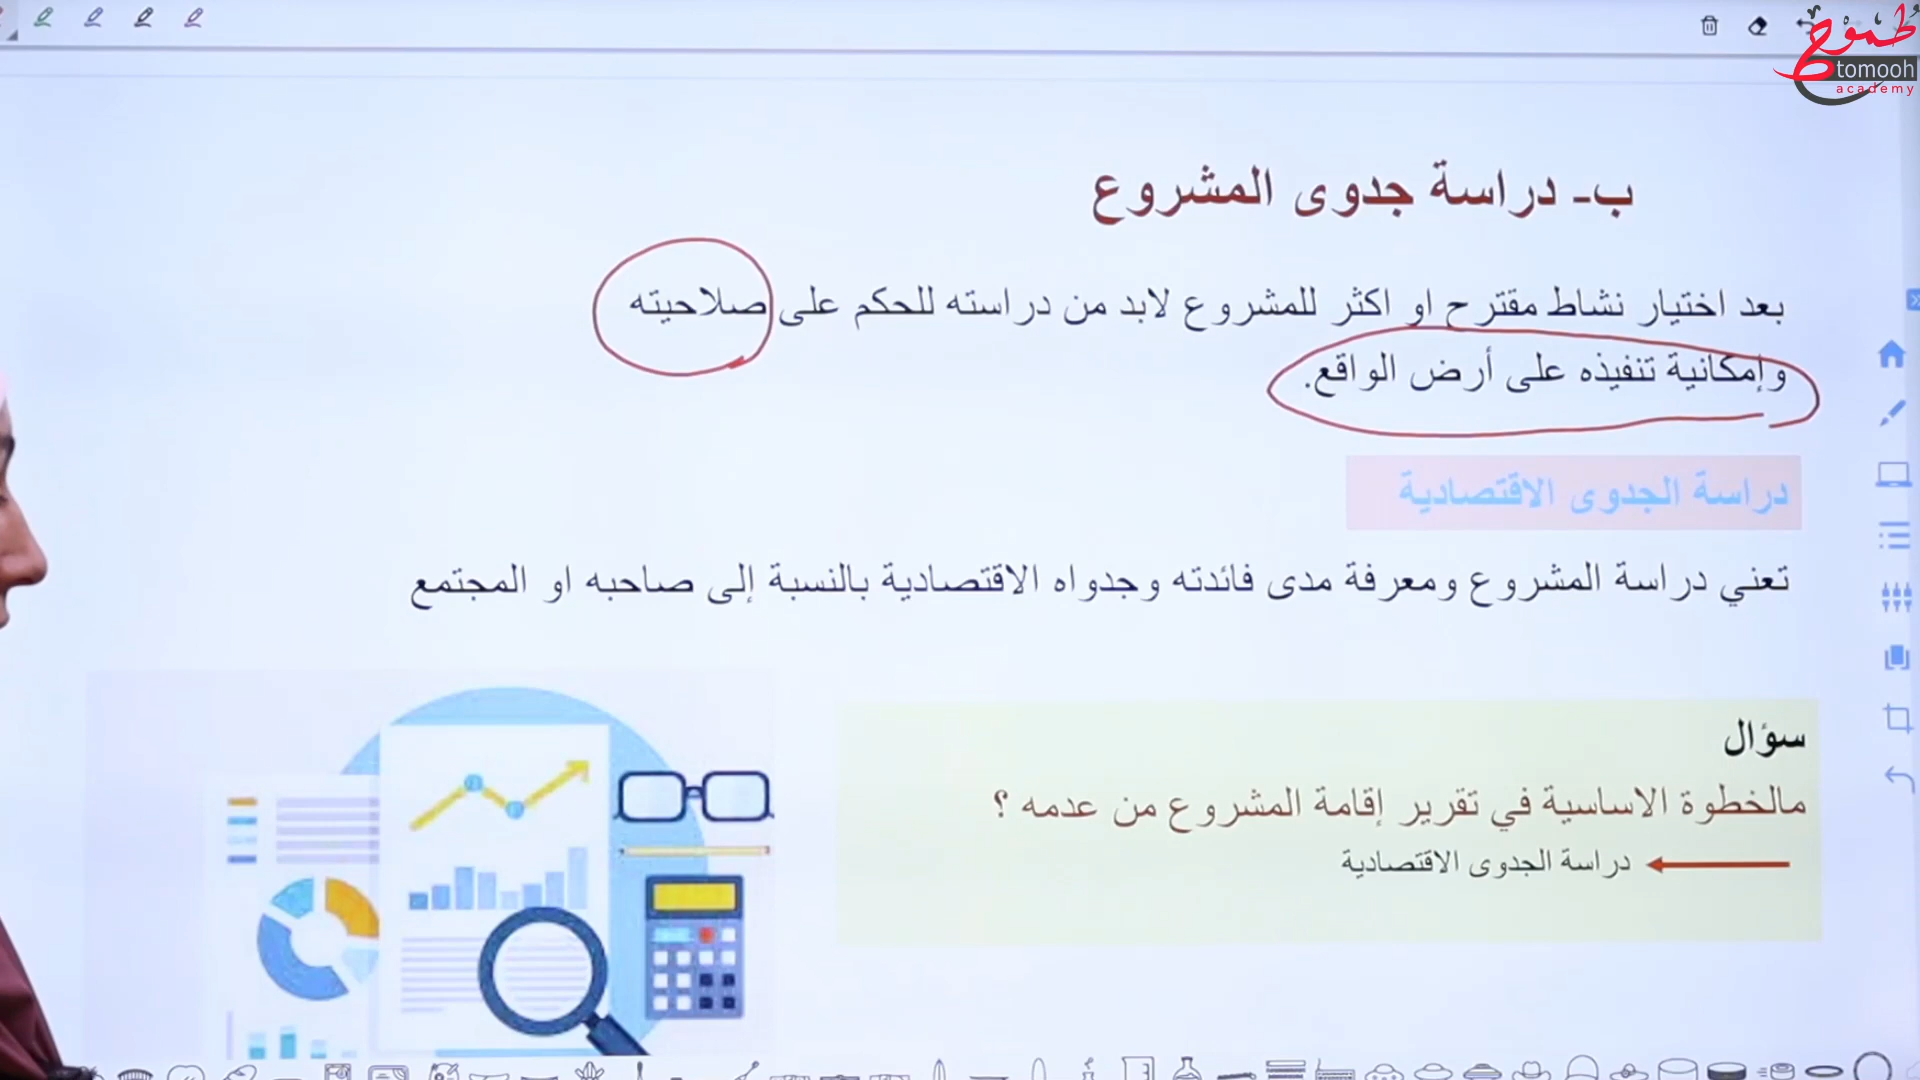 طموح
tomooh
academy
ب- دراسة جدوى المشروع
بعد اختيار نشاط مقترح او اكثر للمشروع لابد من دراسته للحكم على صلاحيته
وإمكانية تنفيذه على أرض الواقع.
دراسة الجدوى الاقتصادية
تعني دراسة المشروع ومعرفة مدى فائدته وجدواه الاقتصادية بالنسبة إلى صاحبه او المجتمع
سؤال
مالخطوة الاساسية في تقرير إقامة المشروع من عدمه ؟
دراسة الجدوى الاقتصادية